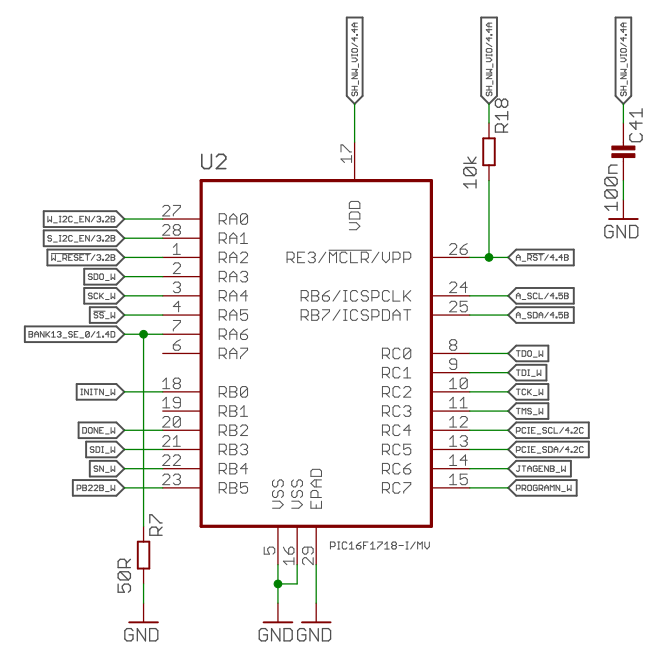 SH_NW_VIO/4.4A
SH_NW_VIO/4.4A
SH_NW_VIO/4.4A
R18
10k
C41
100n
GND
U2
17
VDD
W_I2C_EN/3.2B 27 RA0
S_I2C_EN/3.2B 28 RA1
W_RESET/3.2B 1 RA2
SDO_W 2 RA3
SCK_W 3 RA4
SS_W 4 RA5
BANK13_SE_0/1.4D 7 RA6
6 RA7
INITN_W 18 RB0
19 RB1
DONE_W 20 RB2
SDI_W 21 RB3
SN_W 22 RB4
PB22B_W 23 RB5
RE3/MCLR/VPP 26 A_RST/4.4B
RB6/ICSPCLK 24 A_SCL/4.5B
RB7/ICSPDAT 25 A_SDA/4.5B
RC0 8 TDO_W
RC1 9 TDI_W
RC2 10 TCK_W
RC3 11 TMS_W
RC4 12 PCIE_SCL/4.2C
RC5 13 PCIE_SDA/4.2C
RC6 14 JTAGENB_W
RC7 15 PROGRAMN_W
VSS
VSS
EPAD
5
16
29
PIC16F1718-I/MV
R7
50R
GND
GND
GND